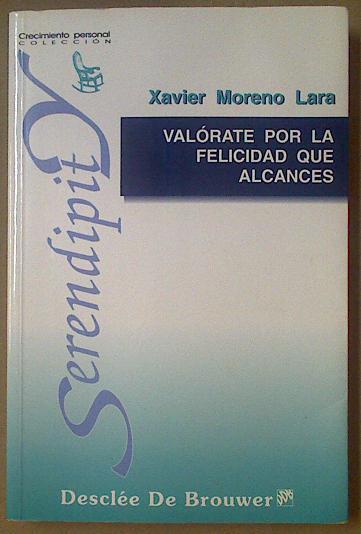 Crecimiento personal
COLECCIÓN
Serendipity
Xavier Moreno Lara
VALÓRATE POR LA
FELICIDAD QUE
ALCANCES
Desclée De Brouwer